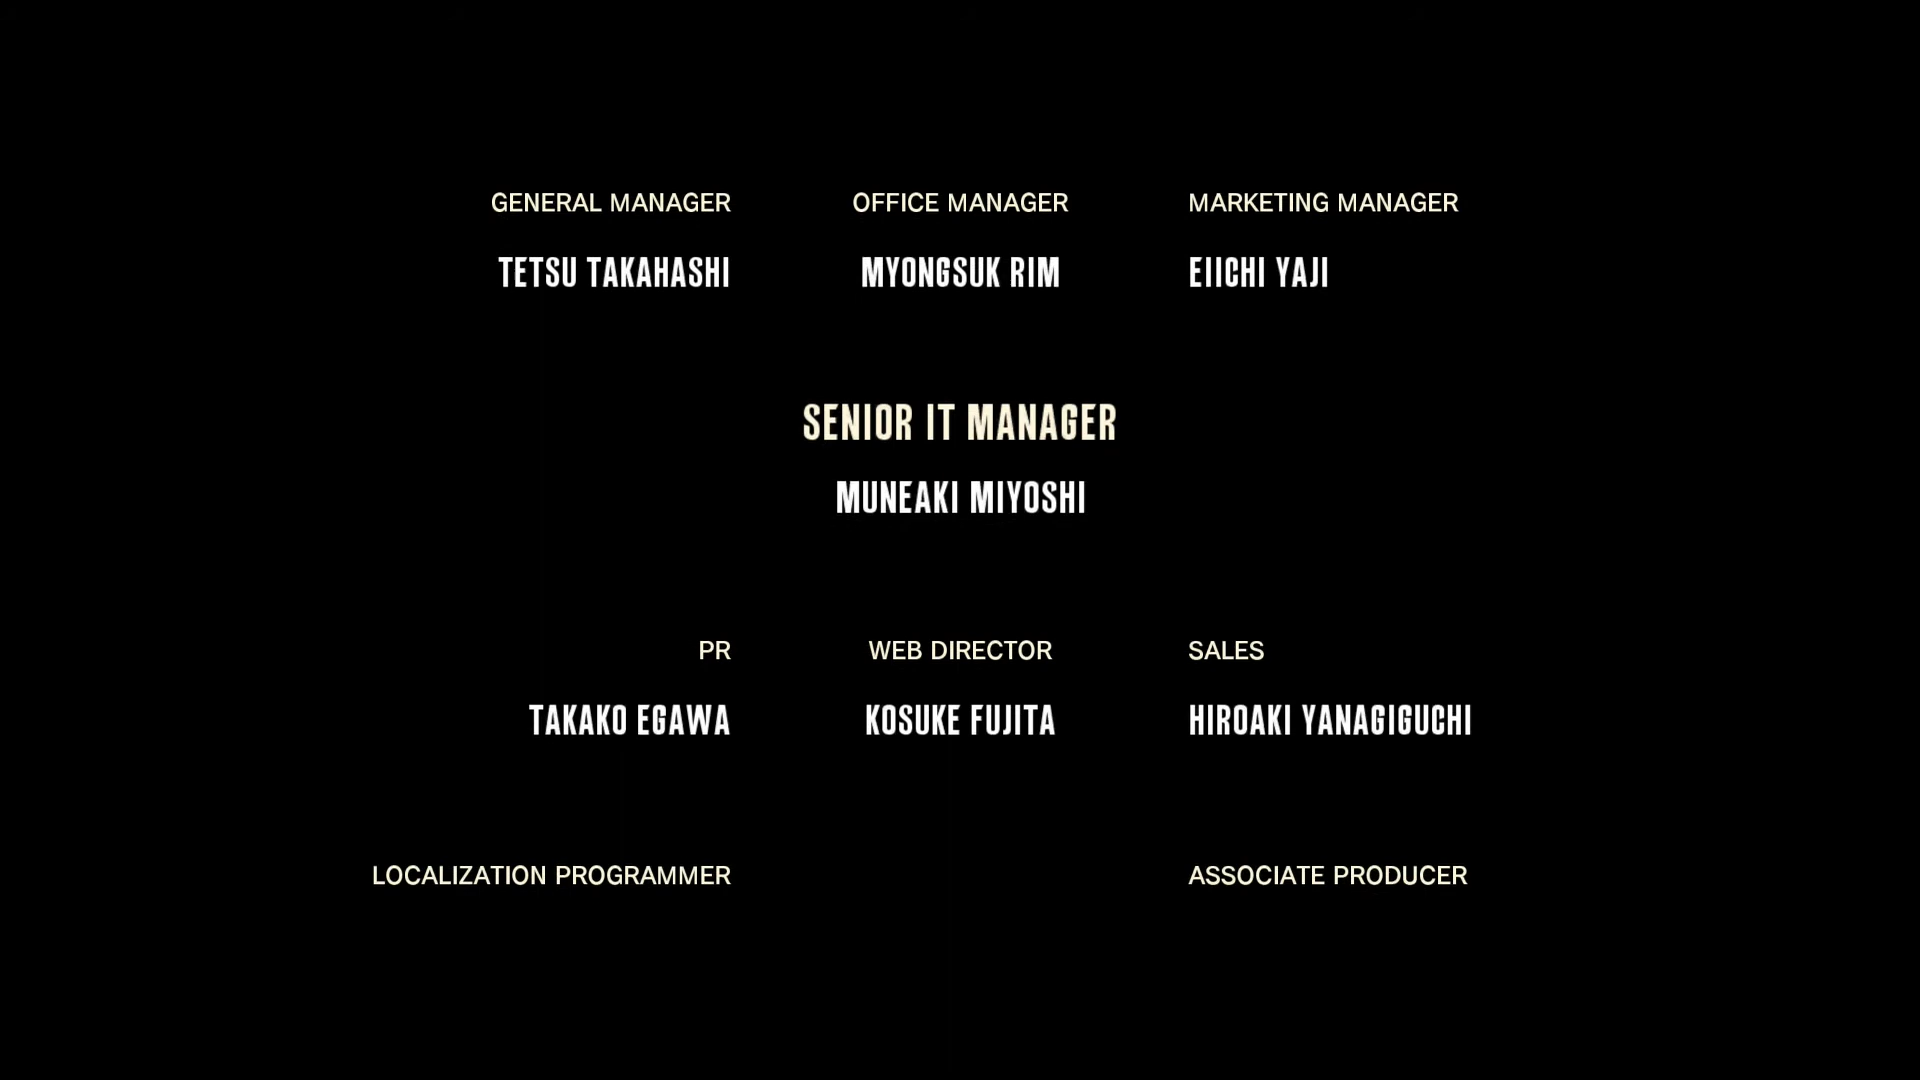 GENERAL MANAGER
TETSU TAKAHASHI
OFFICE MANAGER
MYONGSUK RIM
MARKETING MANAGER
EIICHI YAJI
SENIOR IT MANAGER
MUNEAKI MIYOSHI
PR
TAKAKO EGAWA
WEB DIRECTOR
KOSUKE FUJITA
SALES
HIROAKI YANAGIGUCHI
LOCALIZATION PROGRAMMER
ASSOCIATE PRODUCER